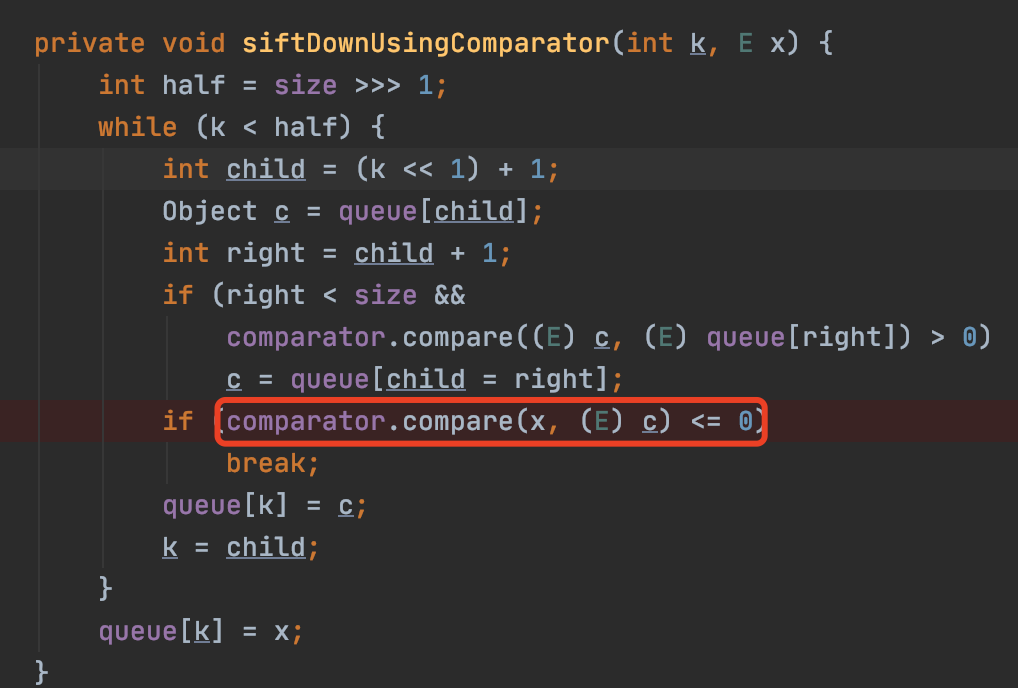 private void siftDownUsingComparator(int k, E x) {
    int half = size >>> 1;
    while (k < half) {
        int child = (k << 1) + 1;
        Object c = queue[child];
        int right = child + 1;
        if (right < size &&
            comparator.compare((E) c, (E) queue[right]) > 0)
            c = queue[child = right];
        if (comparator.compare(x, (E) c) <= 0)
            break;
        queue[k] = c;
        k = child;
    }
    queue[k] = x;
}